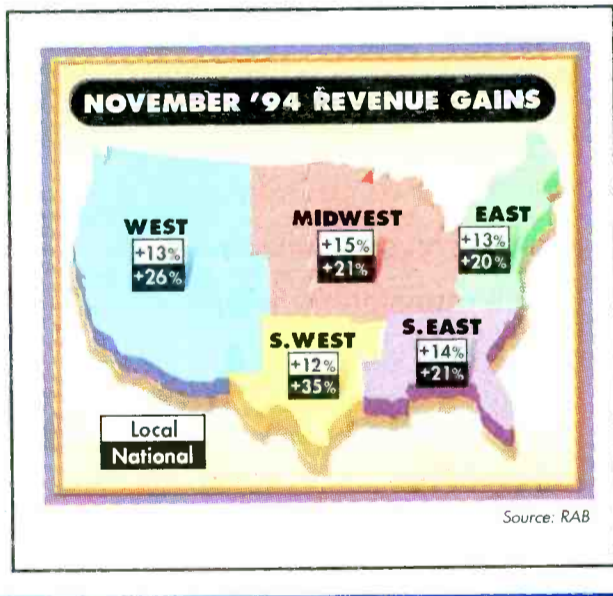 NOVEMBER '94 REVENUE GAINS
WEST
+13%
+26%
MIDWEST
+15%
+21%
EAST
+13%
+20%
S.WEST
+12%
+35%
S.EAST
+14%
+21%
Local
National
Source: RAB